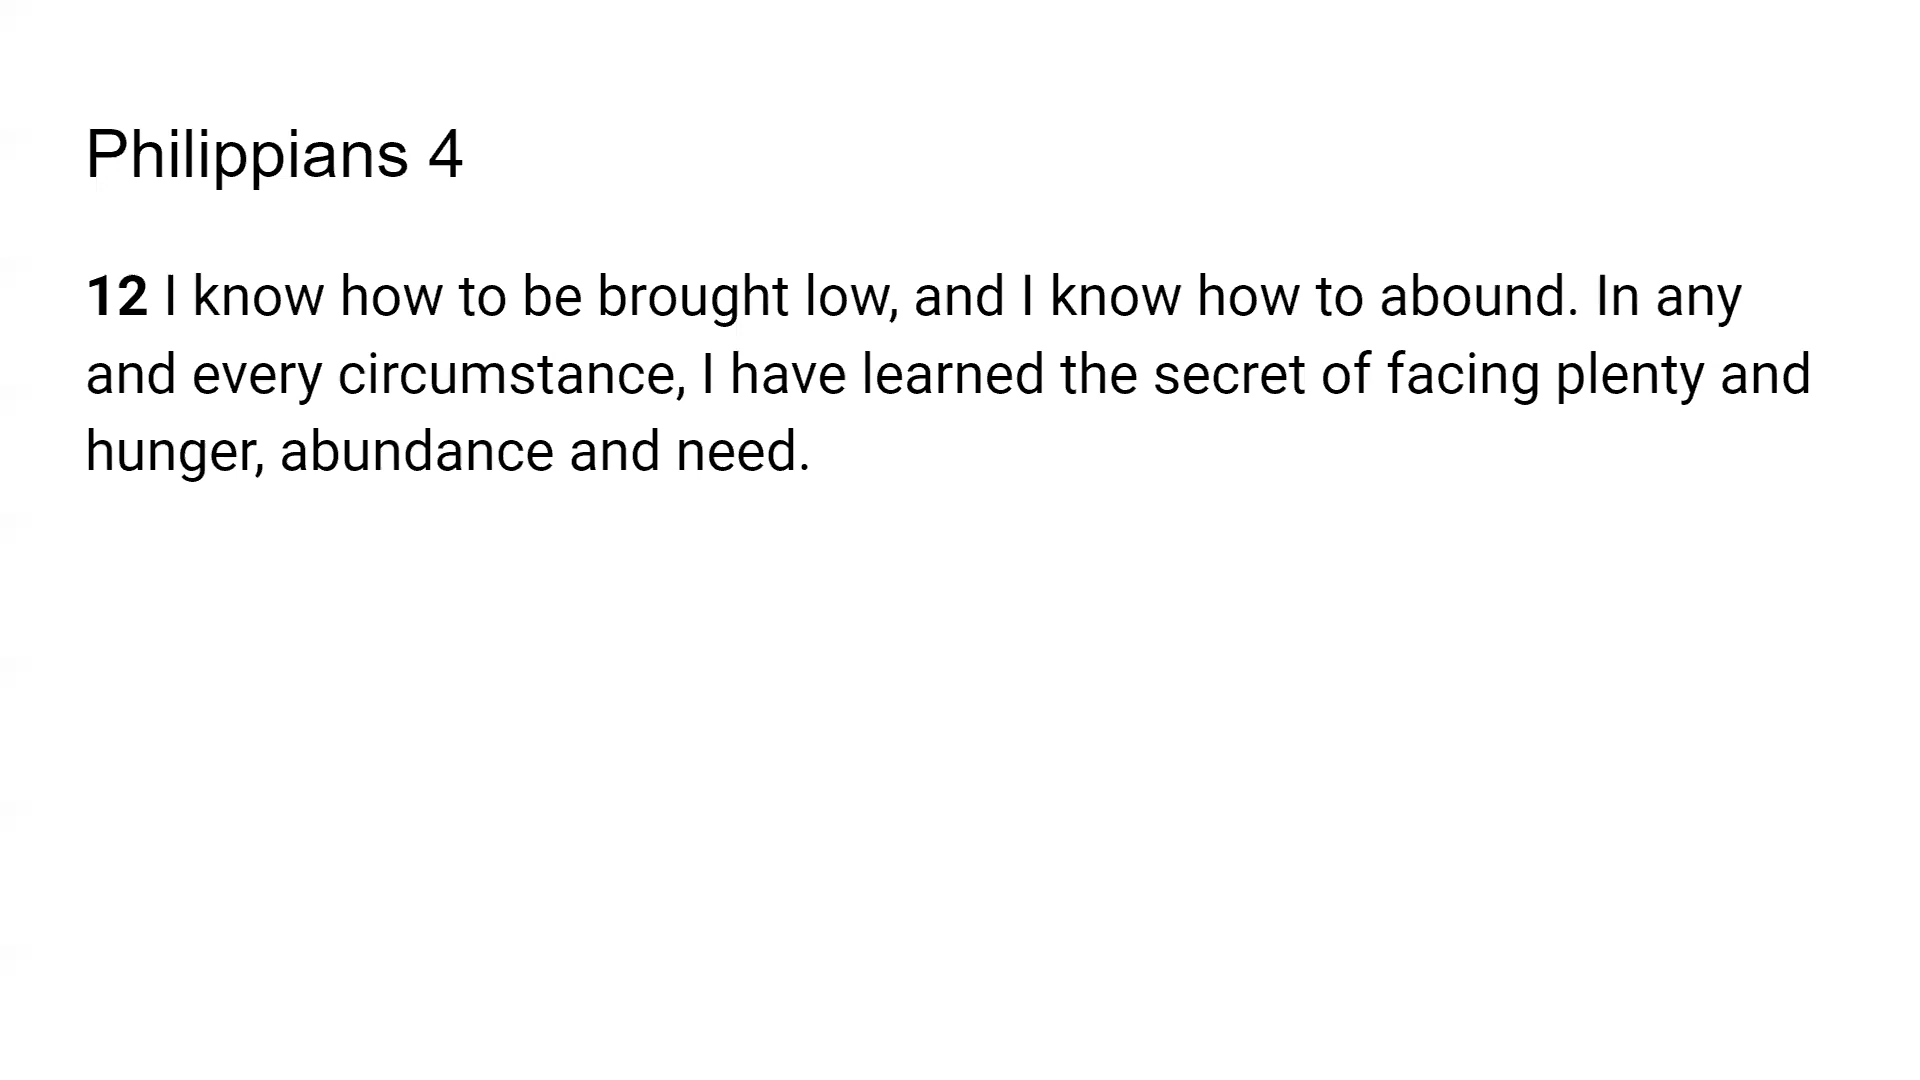 Philippians 4
12 I know how to be brought low, and I know how to abound. In any
and every circumstance, I have learned the secret of facing plenty and
hunger, abundance and need.